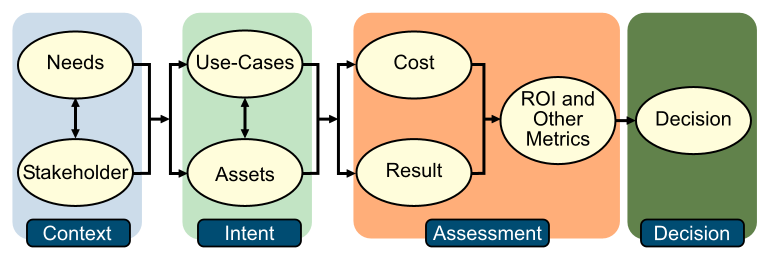 Needs
Stakeholder
Context
Use-Cases
Assets
Intent
Cost
Result
ROI and
Other
Metrics
Assessment
Decision
Decision